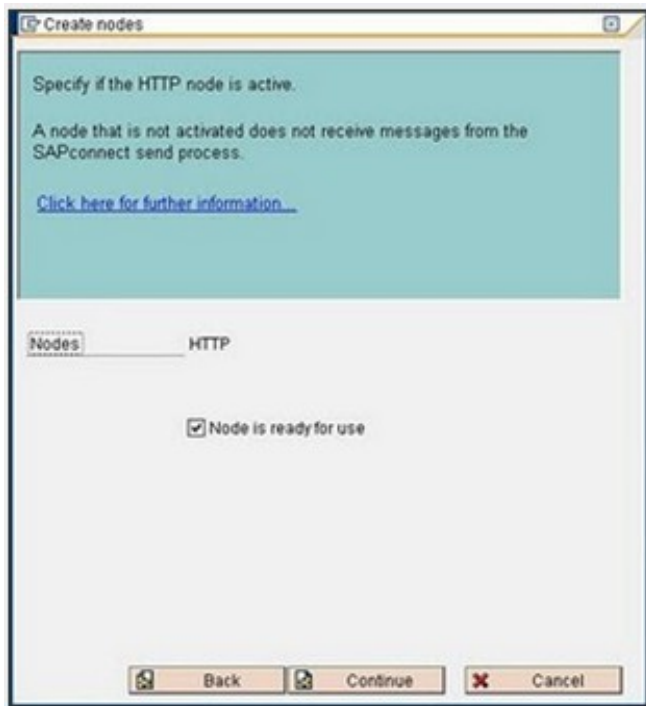 Create nodes
Specify if the HTTP node is active.
A node that is not activated does not receive messages from the
SAPconnect send process.
Click here for further information...
Nodes HTTP
Node is ready for use
Back Continue Cancel